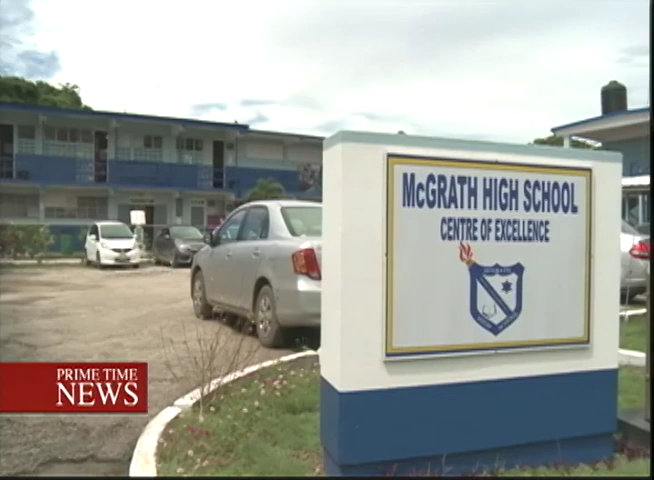 McGRATH HIGH SCHOOL
CENTRE OF EXCELLENCE
PRIME TIME
NEWS